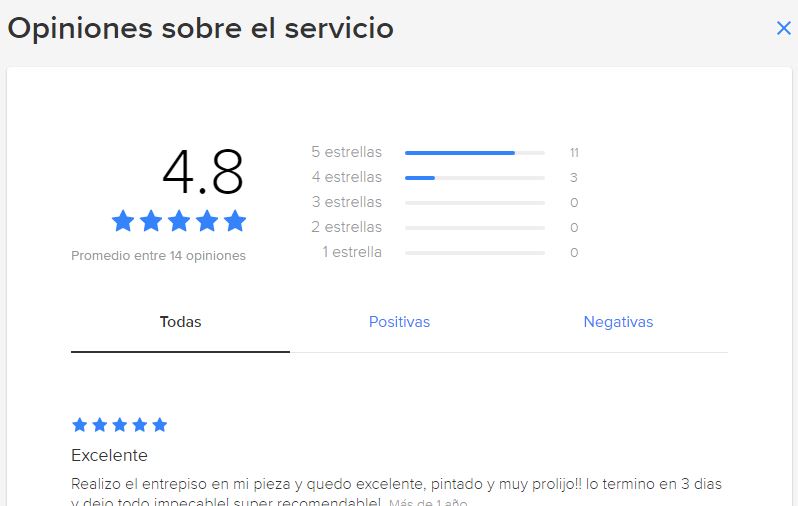 Opiniones sobre el servicio
4.8
Promedio entre 14 opiniones
5 estrellas 11
4 estrellas 3
3 estrellas 0
2 estrellas 0
1 estrella 0
Todas Positivas Negativas
Excelente
Realizo el entrepiso en mi pieza y quedo excelente, pintado y muy prolijo!! lo termino en 3 dias
y dejo todo impecable! super recomendable! Más de 1 año